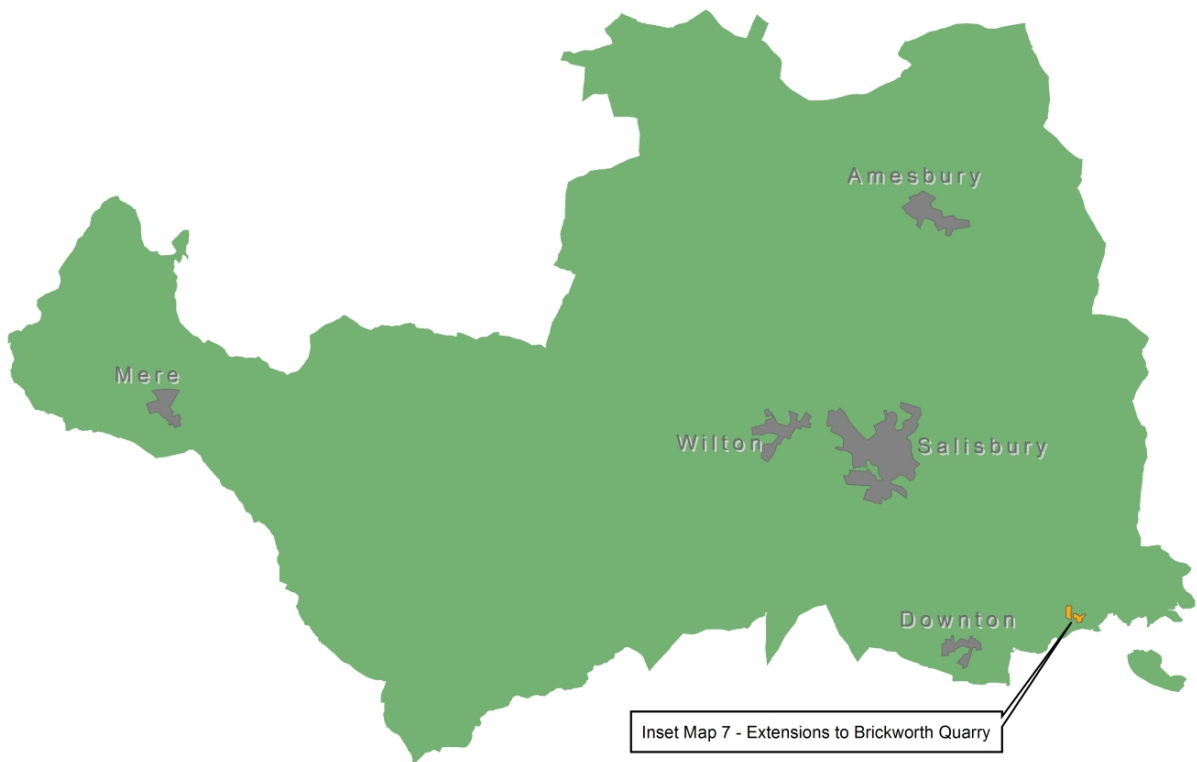 Amesbury
Mere
Wilton
Salisbury
Downton
Inset Map 7 - Extensions to Brickworth Quarry